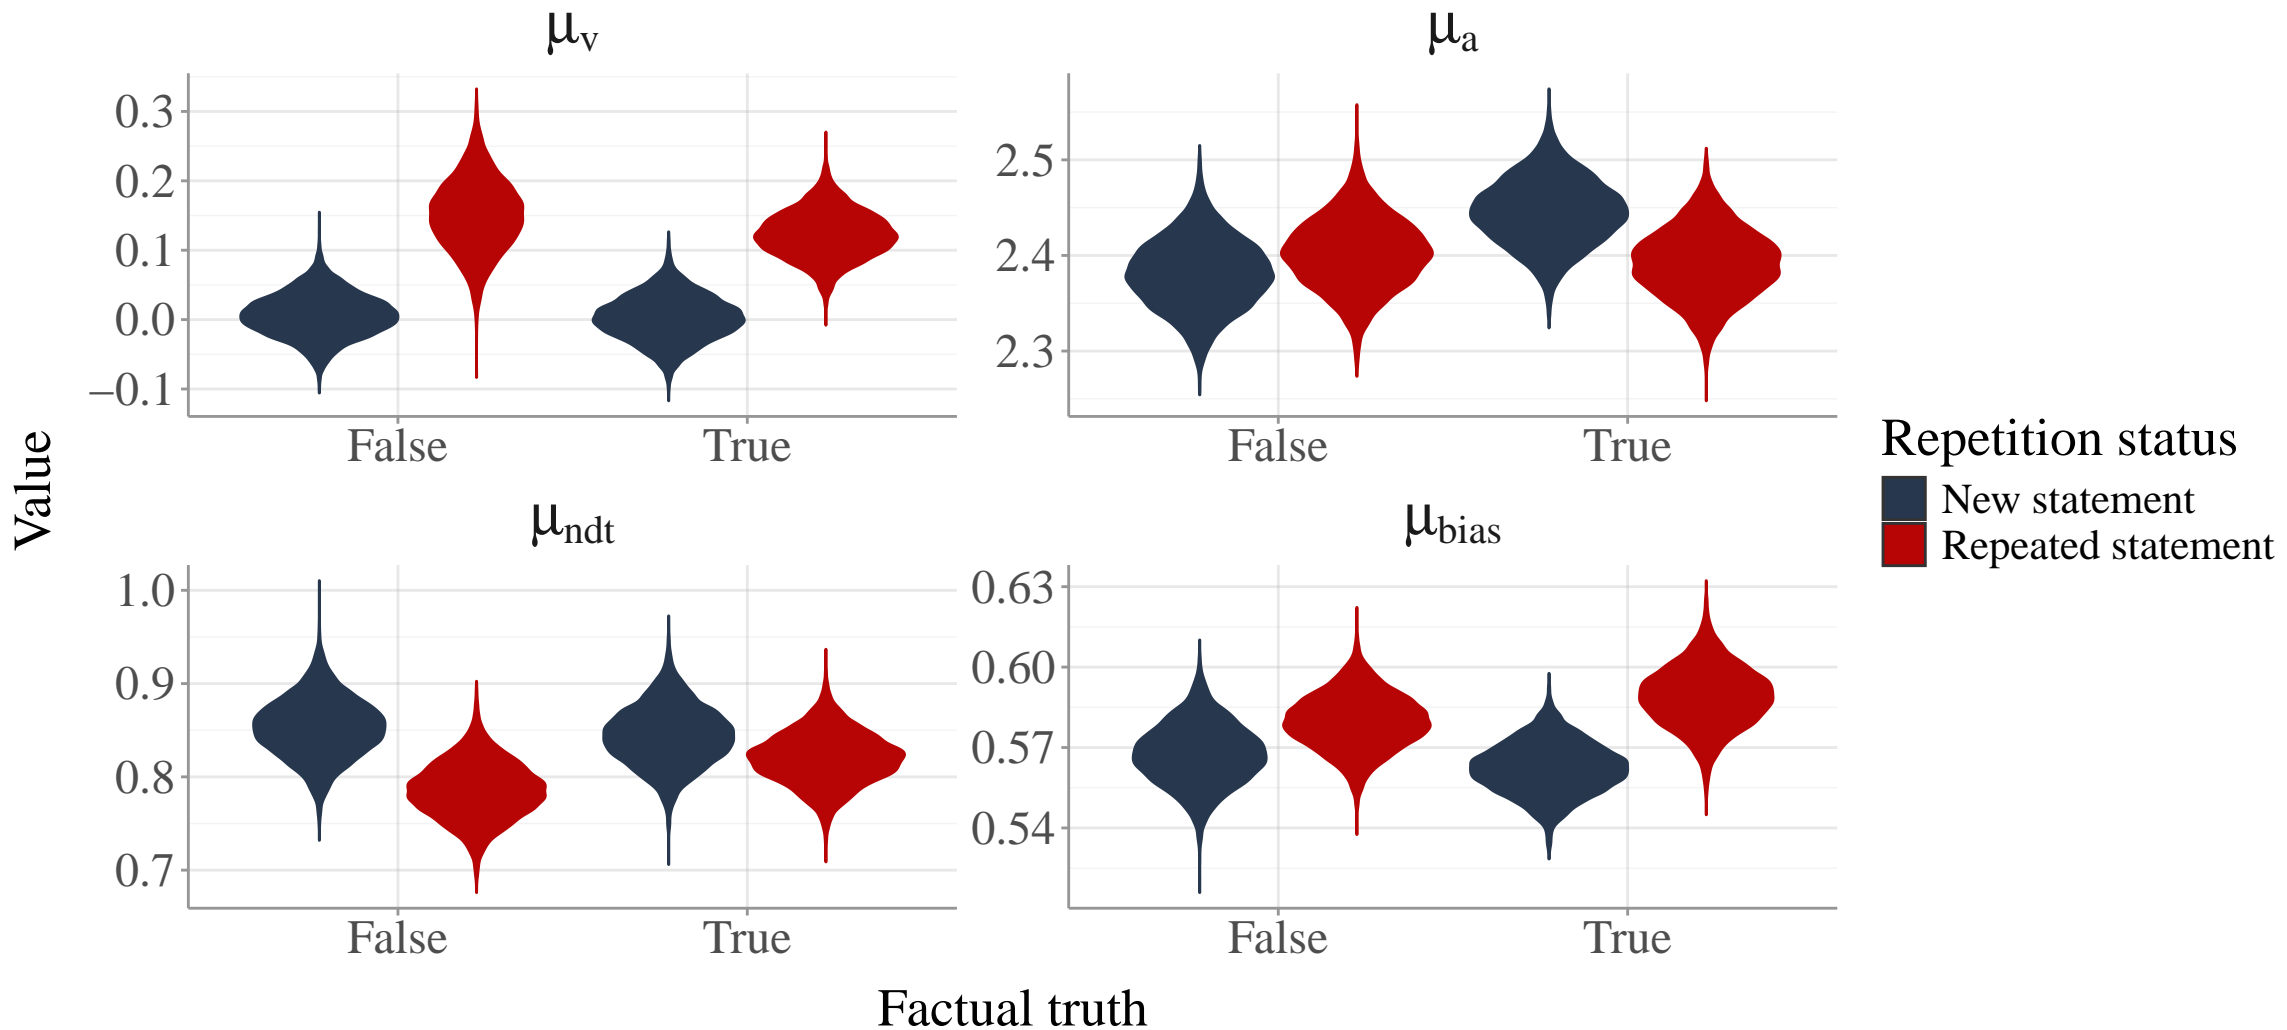 μv
μa
0.3
0.2
0.1
0.0
−0.1
False
True
2.5
2.4
2.3
False
True
Value
Repetition status
New statement
Repeated statement
μndt
μbias
1.0
0.9
0.8
0.7
False
True
0.63
0.60
0.57
0.54
False
True
Factual truth